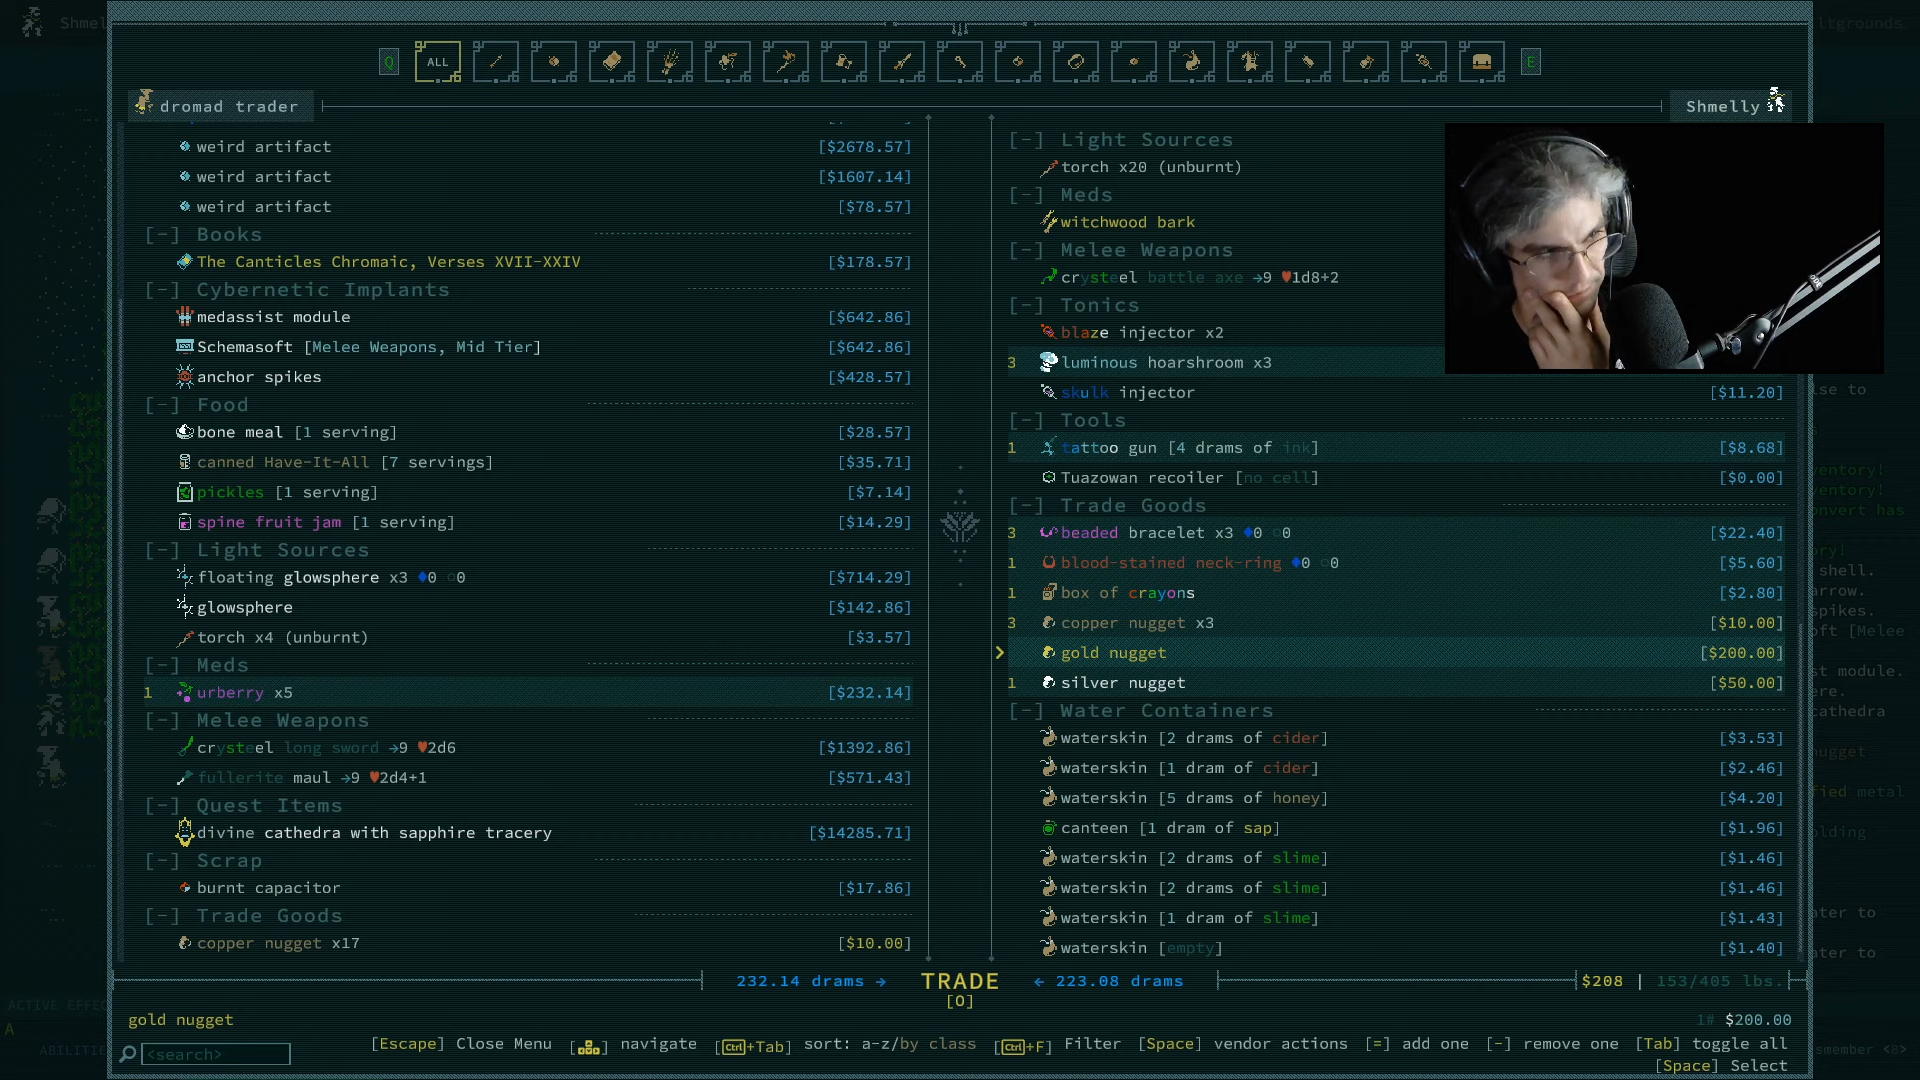 Shmel
ltgrounds
Q ALL E
dromad trader
Shmelly
weird artifact [$2678.57]
weird artifact [$1607.14]
weird artifact [$78.57]
[-] Books
The Canticles Chromaic, Verses XVII-XXIV [$178.57]
[-] Cybernetic Implants
medassist module [$642.86]
Schemasoft [Melee Weapons, Mid Tier] [$642.86]
anchor spikes [$428.57]
[-] Food
bone meal [1 serving] [$28.57]
canned Have-It-All [7 servings] [$35.71]
pickles [1 serving] [$7.14]
spine fruit jam [1 serving] [$14.29]
[-] Light Sources
floating glowsphere x3 ♦0 ○0 [$714.29]
glowsphere [$142.86]
torch x4 (unburnt) [$3.57]
[-] Meds
1 urberry x5 [$232.14]
[-] Melee Weapons
crysteel long sword →9 ♥2d6 [$1392.86]
fullerite maul →9 ♥2d4+1 [$571.43]
[-] Quest Items
divine cathedra with sapphire tracery [$14285.71]
[-] Scrap
burnt capacitor [$17.86]
[-] Trade Goods
copper nugget x17 [$10.00]
[-] Light Sources
torch x20 (unburnt)
[-] Meds
witchwood bark
[-] Melee Weapons
crysteel battle axe →9 ♥1d8+2
[-] Tonics
blaze injector x2
3 luminous hoarshroom x3
skulk injector [$11.20]
[-] Tools
1 tattoo gun [4 drams of ink] [$8.68]
Tuazowan recoiler [no cell] [$0.00]
[-] Trade Goods
3 beaded bracelet x3 ♦0 ○0 [$22.40]
1 blood-stained neck-ring ♦0 ○0 [$5.60]
1 box of crayons [$2.80]
3 copper nugget x3 [$10.00]
> gold nugget [$200.00]
1 silver nugget [$50.00]
[-] Water Containers
waterskin [2 drams of cider] [$3.53]
waterskin [1 dram of cider] [$2.46]
waterskin [5 drams of honey] [$4.20]
canteen [1 dram of sap] [$1.96]
waterskin [2 drams of slime] [$1.46]
waterskin [2 drams of slime] [$1.46]
waterskin [1 dram of slime] [$1.43]
waterskin [empty] [$1.40]
232.14 drams → TRADE ← 223.08 drams $208 | 153/405 lbs.
[O]
gold nugget 1# $200.00
<search>
[Escape] Close Menu navigate [Ctrl+Tab] sort: a-z/by class [Ctrl+F] Filter [Space] vendor actions [=] add one [-] remove one [Tab] toggle all
[Space] Select
ACTIVE EFFEC
A
ABILITIE